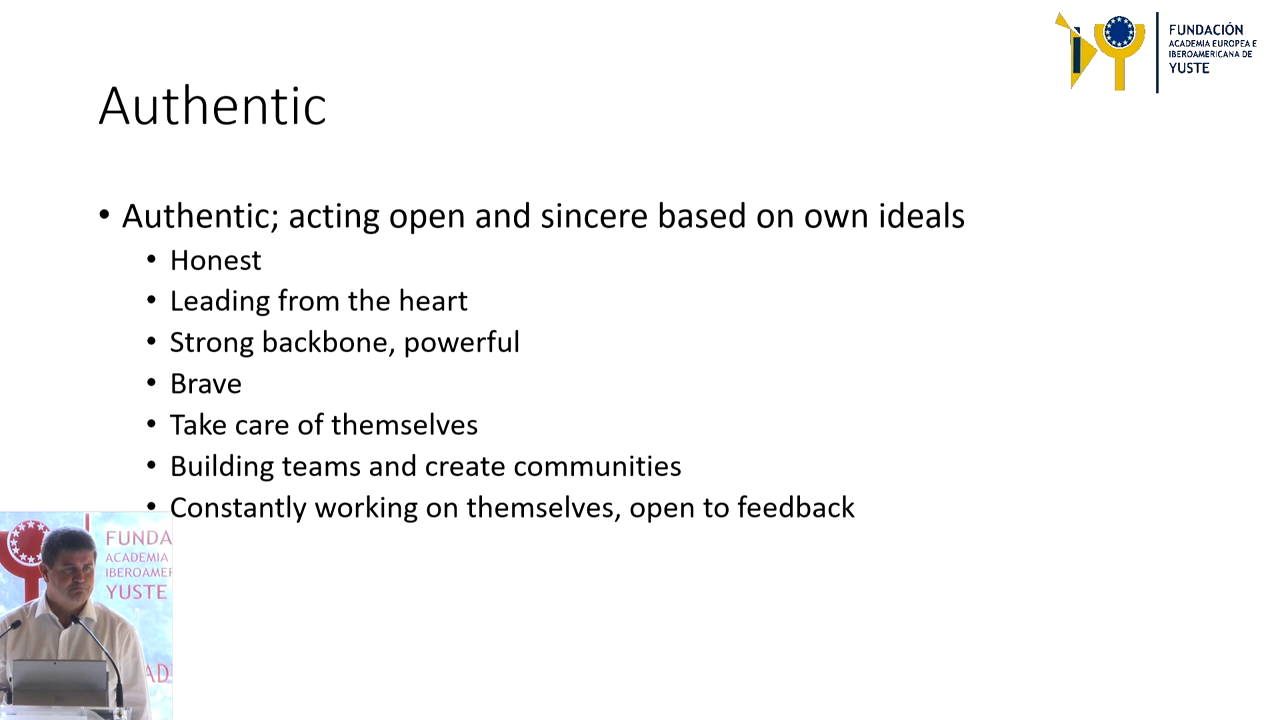 FUNDACIÓN
ACADEMIA EUROPEA E
IBEROAMERICANA DE
YUSTE
Authentic
• Authentic; acting open and sincere based on own ideals
• Honest
• Leading from the heart
• Strong backbone, powerful
• Brave
• Take care of themselves
• Building teams and create communities
• Constantly working on themselves, open to feedback
FUNDA
ACADEMIA
IBEROAMER
YUSTE
AD